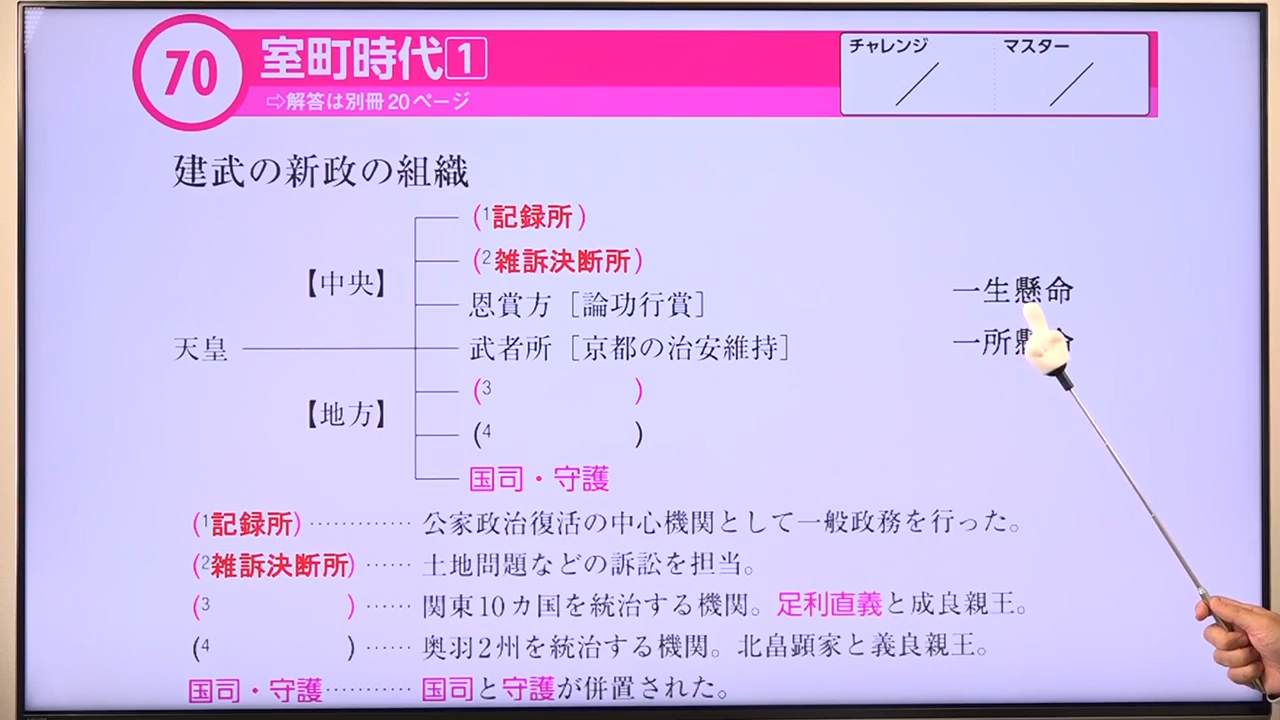 70 室町時代1
⇨解答は別冊20ページ
チャレンジ マスター
建武の新政の組織
(1記録所)
(2雑訴決断所)
【中央】
恩賞方[論功行賞]
一生懸命
天皇
武者所[京都の治安維持]
一所懸命
(3 )
【地方】
(4 )
国司・守護
(1記録所)············ 公家政治復活の中心機関として一般政務を行った。
(2雑訴決断所)······ 土地問題などの訴訟を担当。
(3 )······ 関東10カ国を統治する機関。足利直義と成良親王。
(4 )······ 奥羽2州を統治する機関。北畠顕家と義良親王。
国司・守護··········· 国司と守護が併置された。